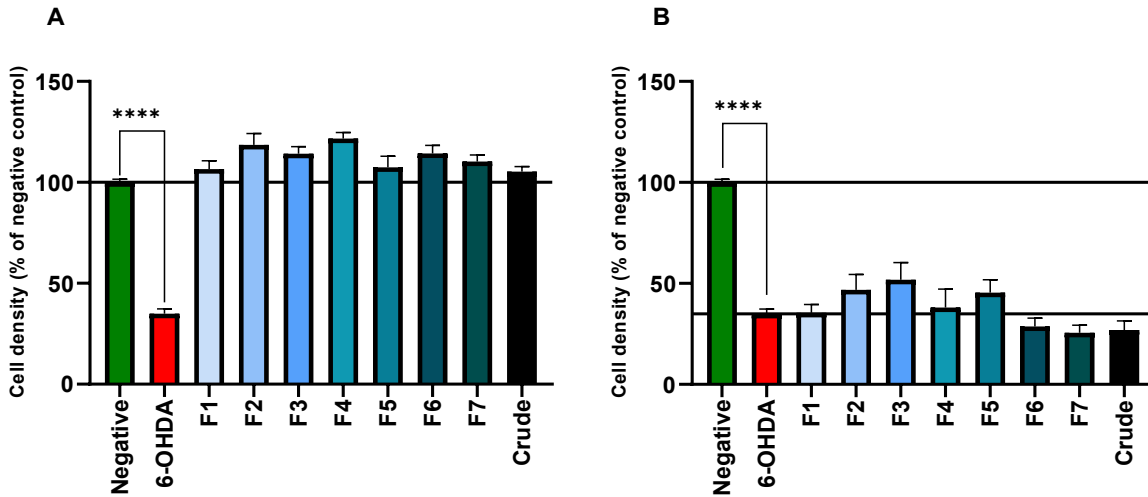 A
Cell density (% of negative control)
150
100
50
0
****
Negative
6-OHDA
F1
F2
F3
F4
F5
F6
F7
Crude
B
Cell density (% of negative control)
150
100
50
0
****
Negative
6-OHDA
F1
F2
F3
F4
F5
F6
F7
Crude